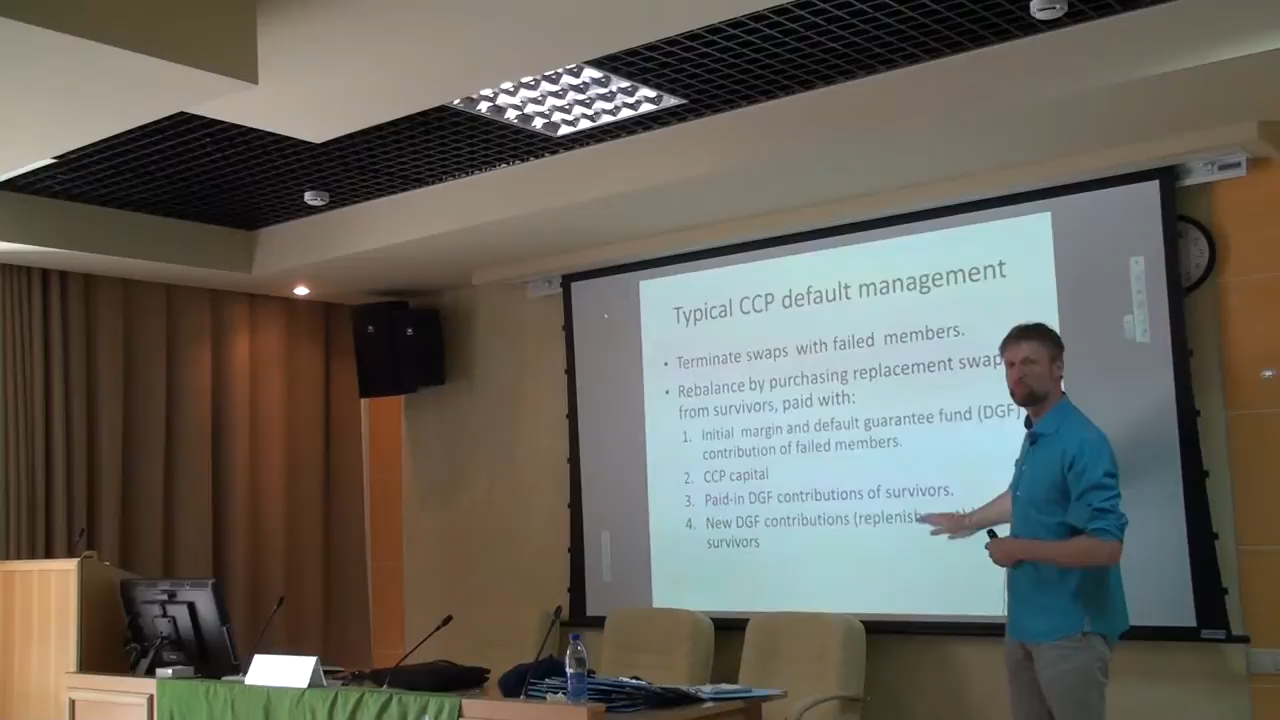 Typical CCP default management
• Terminate swaps with failed members.
• Rebalance by purchasing replacement swap
from survivors, paid with:
1. Initial margin and default guarantee fund (DGF)
contribution of failed members.
2. CCP capital
3. Paid-in DGF contributions of survivors.
4. New DGF contributions
survivors